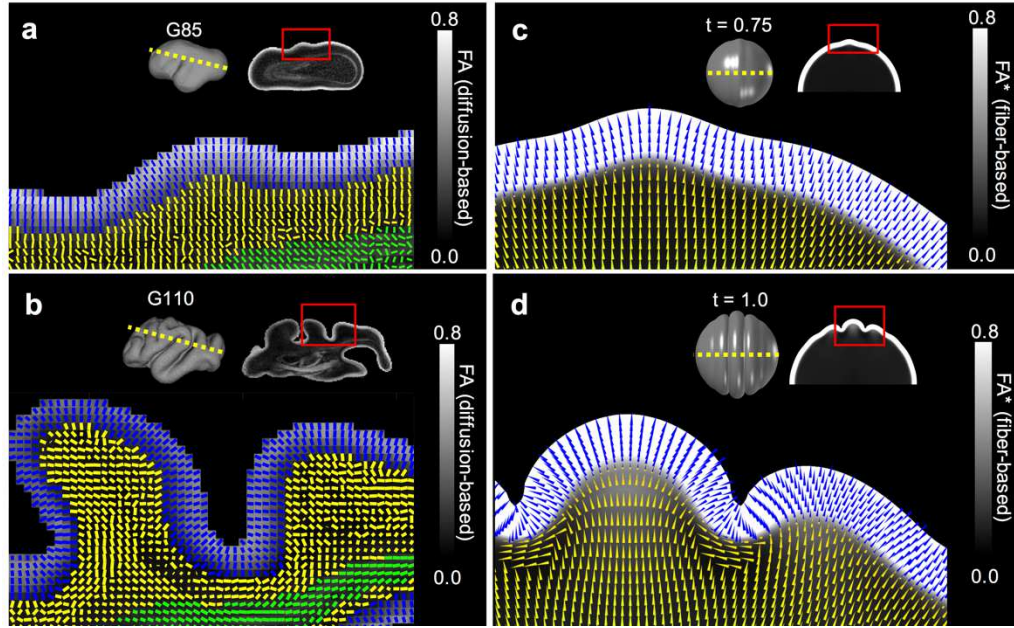 a
G85
0.8
FA (diffusion-based)
0.0
c
t = 0.75
0.8
FA* (fiber-based)
0.0
b
G110
0.8
FA (diffusion-based)
0.0
d
t = 1.0
0.8
FA* (fiber-based)
0.0